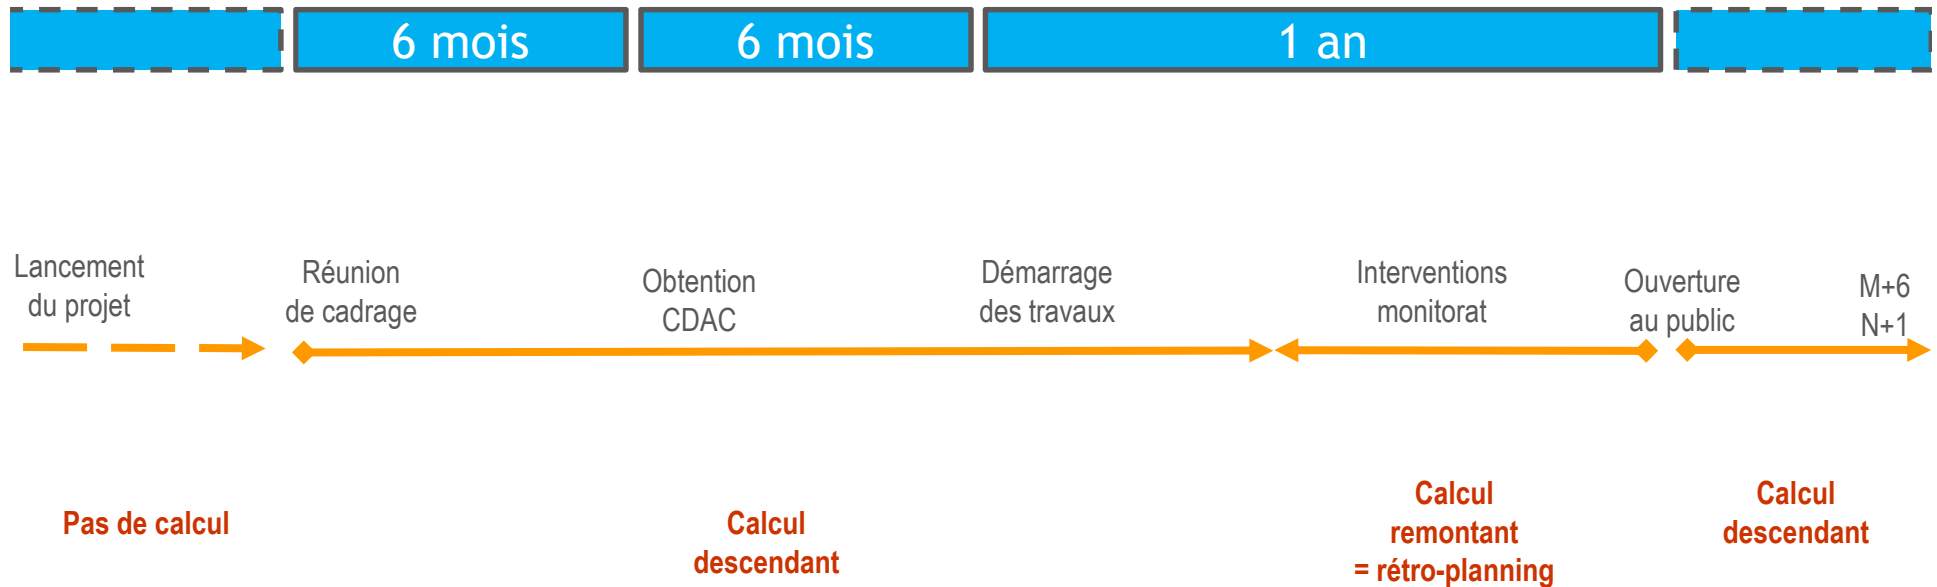 6 mois
6 mois
1 an
Lancement
du projet
Réunion
de cadrage
Obtention
CDAC
Démarrage
des travaux
Interventions
monitorat
Ouverture
au public
M+6
N+1
Pas de calcul
Calcul
descendant
Calcul
remontant
= rétro-planning
Calcul
descendant